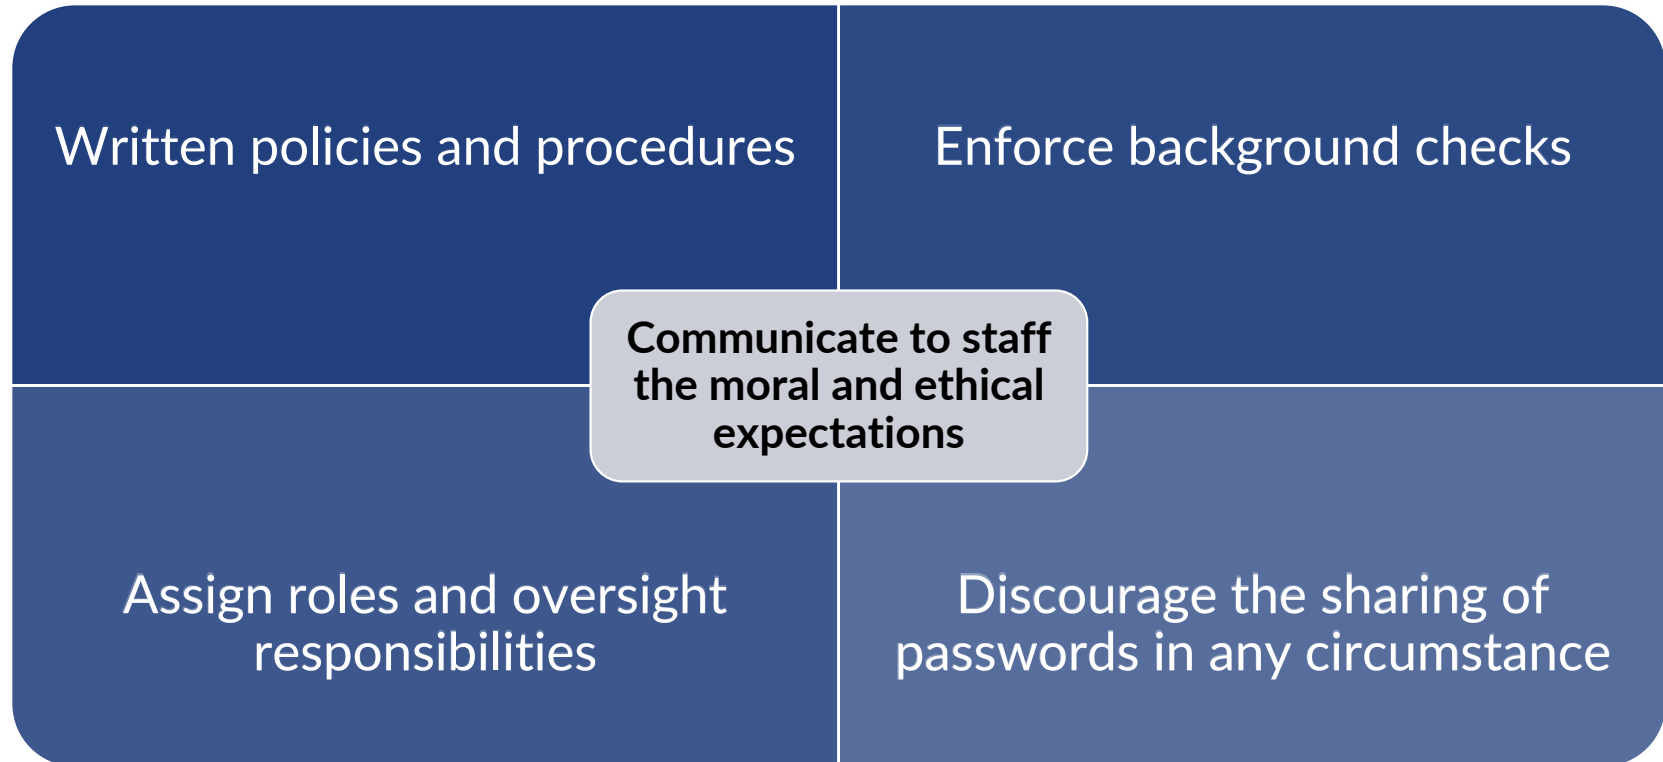 Written policies and procedures
Enforce background checks
Communicate to staff
the moral and ethical
expectations
Assign roles and oversight
responsibilities
Discourage the sharing of
passwords in any circumstance